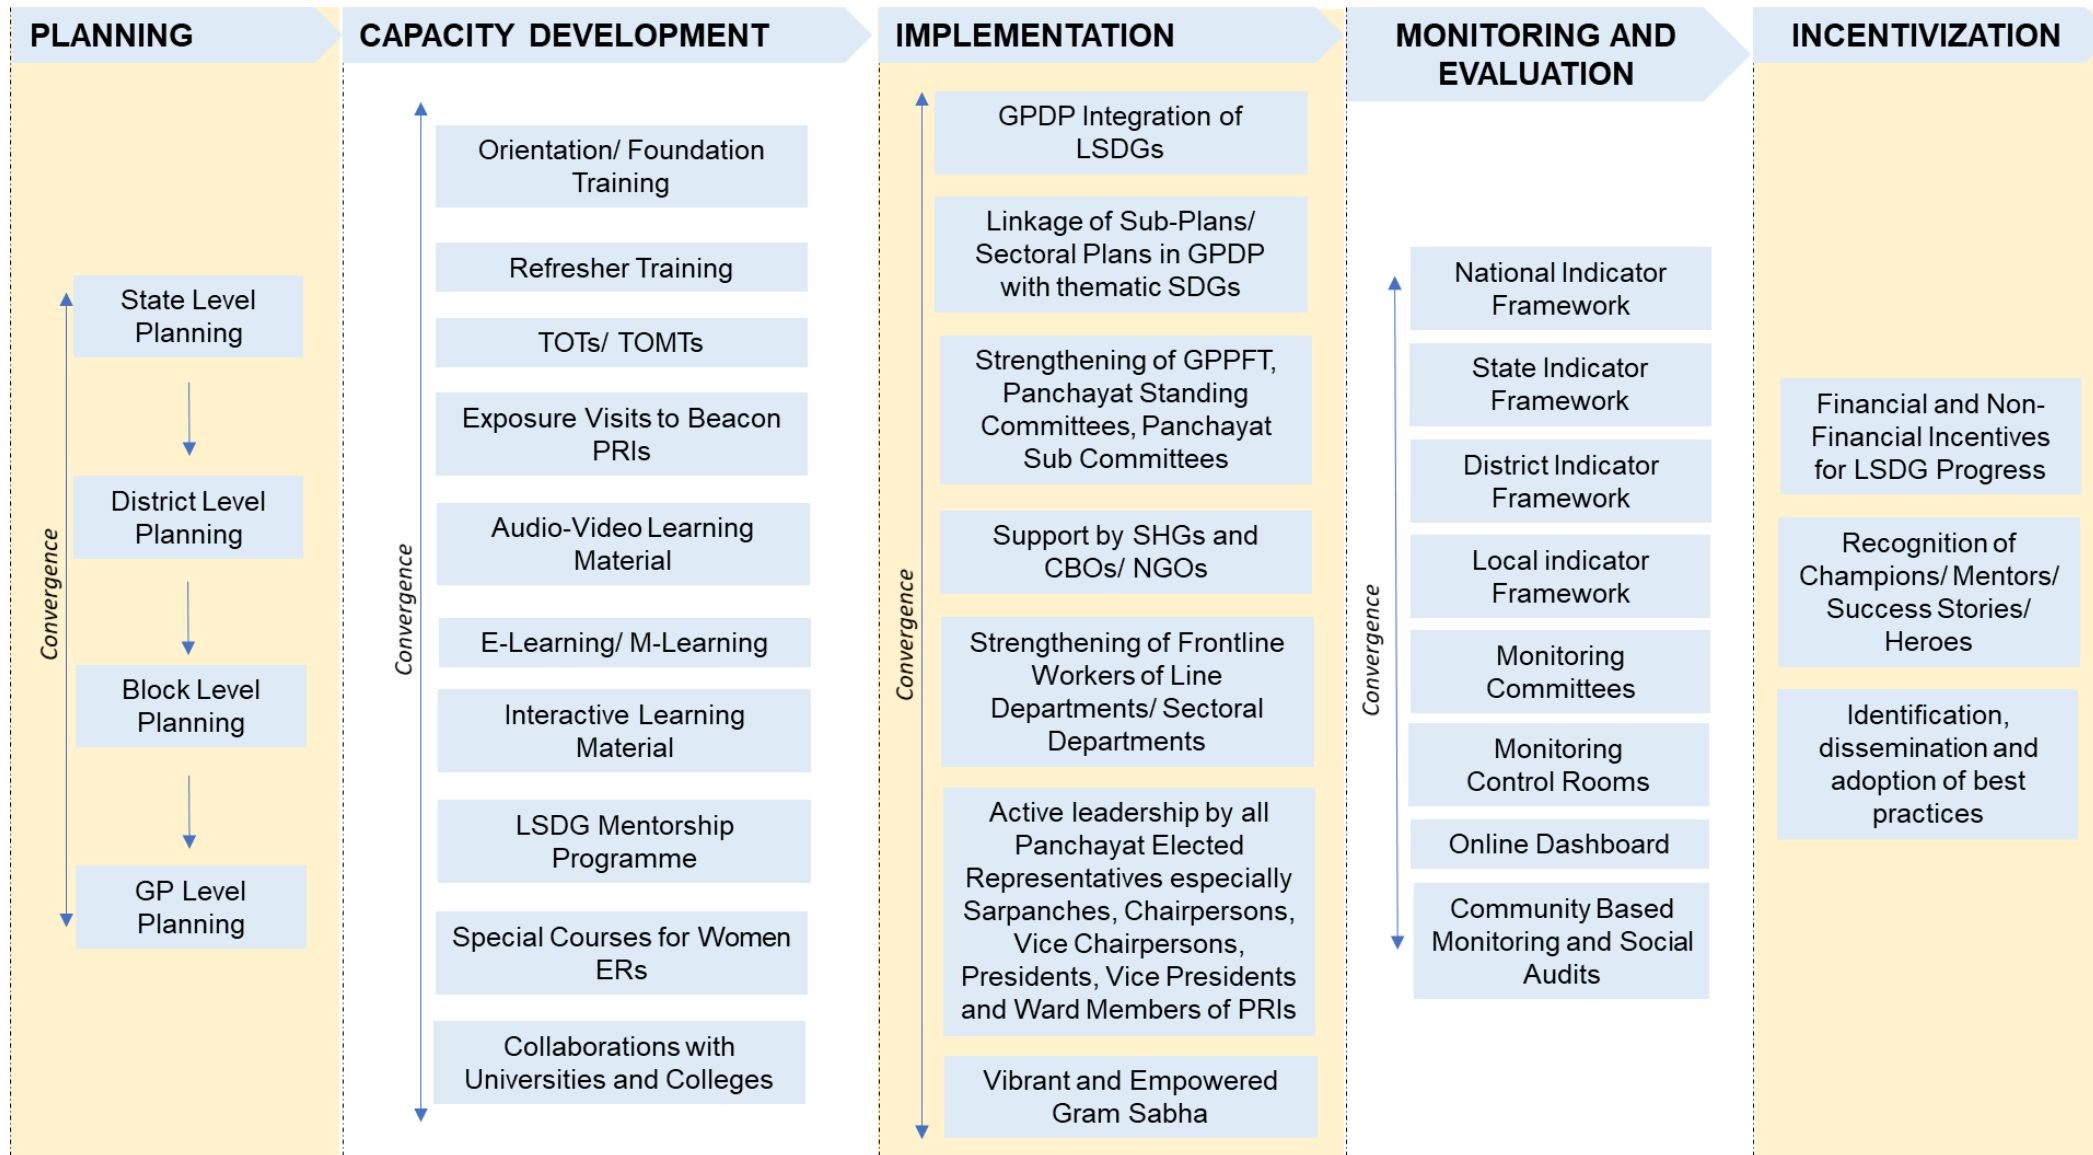 PLANNING
State Level
Planning
District Level
Planning
Block Level
Planning
GP Level
Planning
Convergence
CAPACITY DEVELOPMENT
Orientation/ Foundation
Training
Refresher Training
TOTs/ TOMTs
Exposure Visits to Beacon
PRIs
Audio-Video Learning
Material
E-Learning/ M-Learning
Interactive Learning
Material
LSDG Mentorship
Programme
Special Courses for Women
ERs
Collaborations with
Universities and Colleges
Convergence
IMPLEMENTATION
GPDP Integration of
LSDGs
Linkage of Sub-Plans/
Sectoral Plans in GPDP
with thematic SDGs
Strengthening of GPPFT,
Panchayat Standing
Committees, Panchayat
Sub Committees
Support by SHGs and
CBOs/ NGOs
Strengthening of Frontline
Workers of Line
Departments/ Sectoral
Departments
Active leadership by all
Panchayat Elected
Representatives especially
Sarpanches, Chairpersons,
Vice Chairpersons,
Presidents, Vice Presidents
and Ward Members of PRIs
Vibrant and Empowered
Gram Sabha
Convergence
MONITORING AND
EVALUATION
National Indicator
Framework
State Indicator
Framework
District Indicator
Framework
Local indicator
Framework
Monitoring
Committees
Monitoring
Control Rooms
Online Dashboard
Community Based
Monitoring and Social
Audits
Convergence
INCENTIVIZATION
Financial and Non-
Financial Incentives
for LSDG Progress
Recognition of
Champions/ Mentors/
Success Stories/
Heroes
Identification,
dissemination and
adoption of best
practices